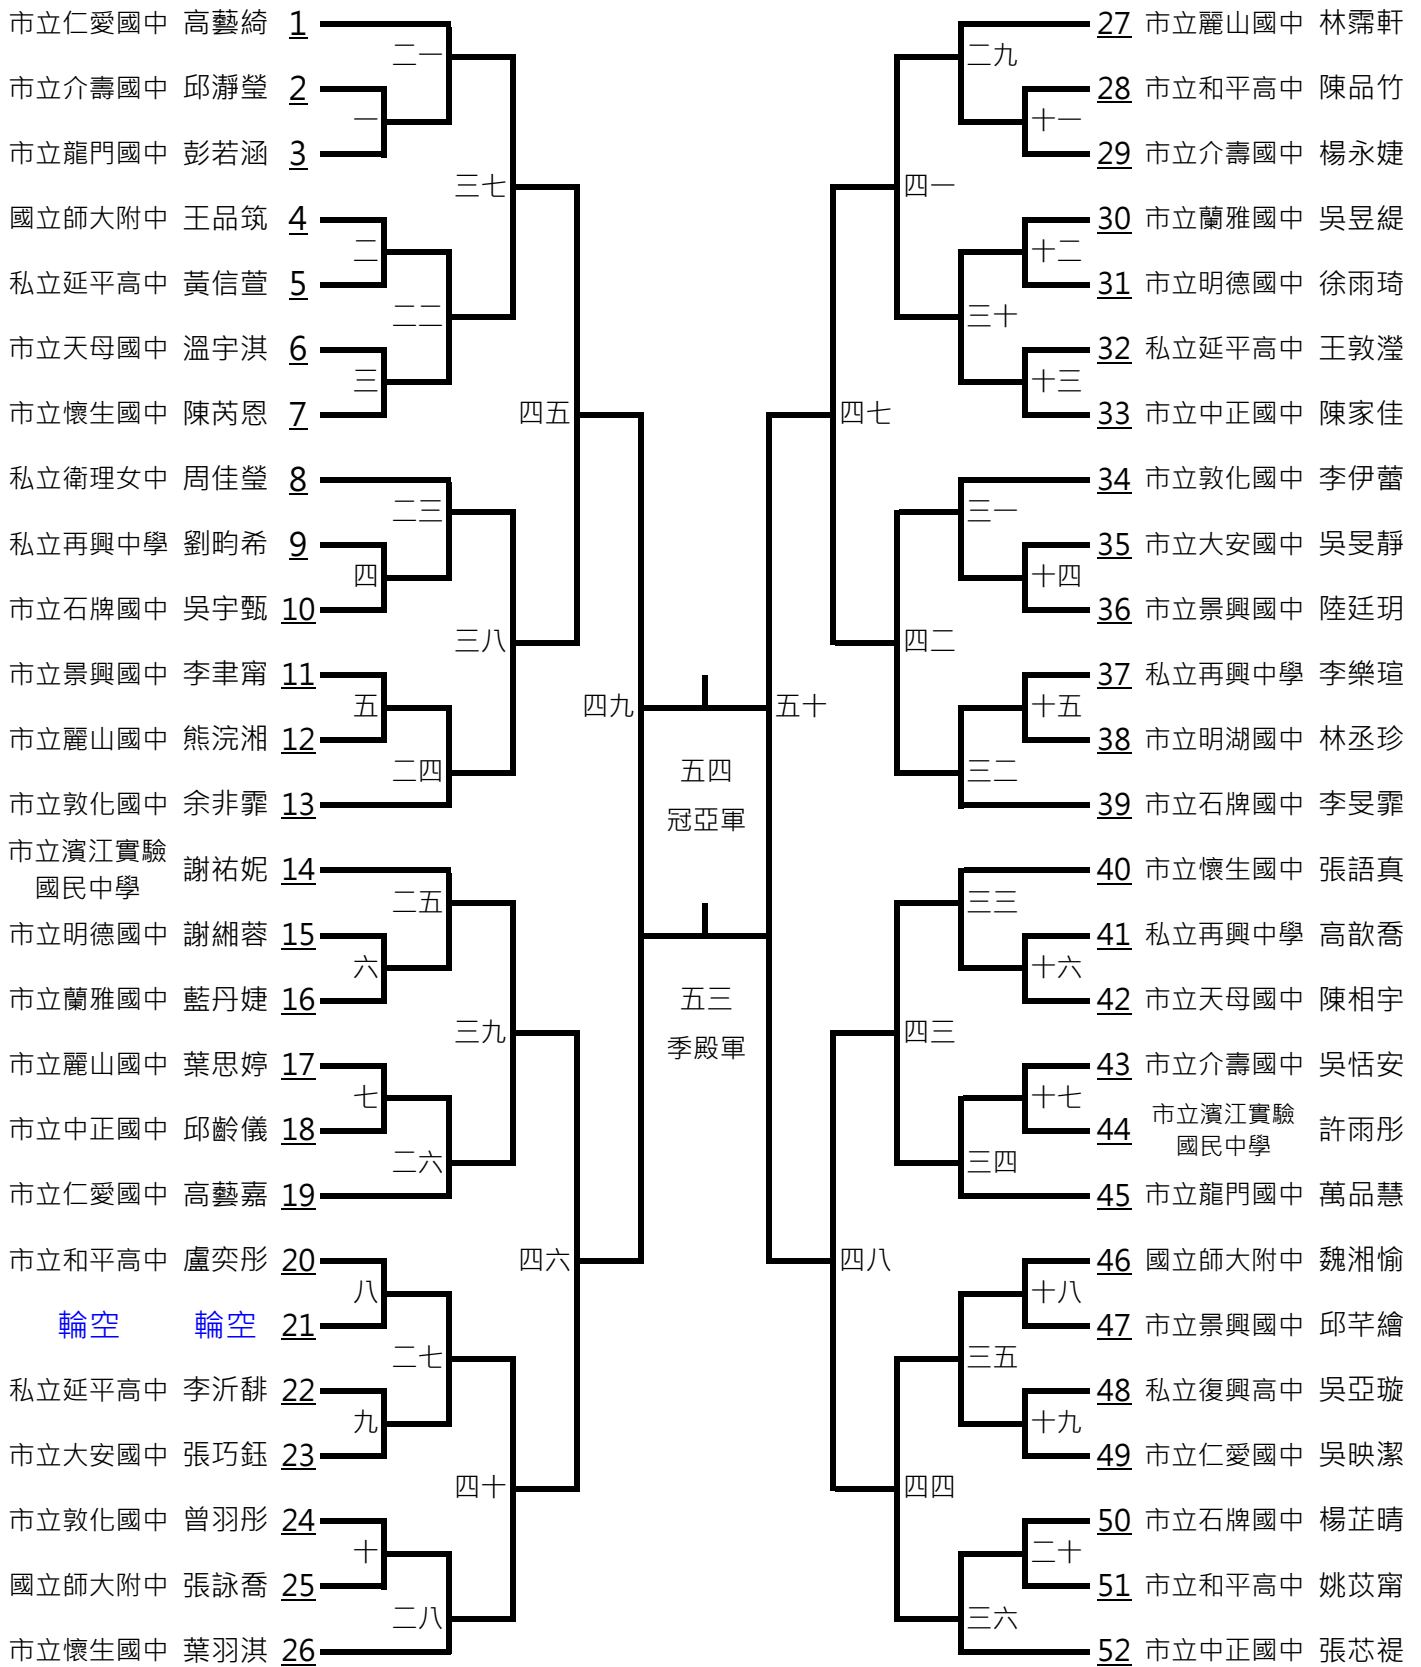 市立仁愛國中 高藝綺 1
二一
市立介壽國中 邱瀞瑩 2
一
市立龍門國中 彭若涵 3
三七
國立師大附中 王品筑 4
二
私立延平高中 黃信萱 5
二二
市立天母國中 溫宇淇 6
三
市立懷生國中 陳芮恩 7
四五
私立衛理女中 周佳瑩 8
二三
私立再興中學 劉畇希 9
四
市立石牌國中 吳宇甄 10
三八
市立景興國中 李聿甯 11
五
四九
市立麗山國中 熊浣湘 12
二四
市立敦化國中 余非霏 13
市立濱江實驗
國民中學
謝祐妮 14
二五
市立明德國中 謝緗蓉 15
六
市立蘭雅國中 藍丹婕 16
三九
市立麗山國中 葉思婷 17
七
市立中正國中 邱齡儀 18
二六
市立仁愛國中 高藝嘉 19
市立和平高中 盧奕彤 20
四六
八
輪空 輪空 21
二七
私立延平高中 李沂馡 22
九
市立大安國中 張巧鈺 23
四十
市立敦化國中 曾羽彤 24
十
國立師大附中 張詠喬 25
二八
市立懷生國中 葉羽淇 26
五四
冠亞軍
五三
季殿軍
27 市立麗山國中 林霈軒
二九
28 市立和平高中 陳品竹
十一
29 市立介壽國中 楊永婕
四一
30 市立蘭雅國中 吳昱緹
十二
31 市立明德國中 徐雨琦
三十
32 私立延平高中 王敦瀅
十三
33 市立中正國中 陳家佳
四七
34 市立敦化國中 李伊蕾
三一
35 市立大安國中 吳旻靜
十四
36 市立景興國中 陸廷玥
四二
37 私立再興中學 李樂瑄
十五
五十
38 市立明湖國中 林丞珍
三二
39 市立石牌國中 李旻霏
40 市立懷生國中 張語真
三三
41 私立再興中學 高歆喬
十六
42 市立天母國中 陳相宇
四三
43 市立介壽國中 吳恬安
十七
市立濱江實驗
國民中學
44 許雨彤
三四
45 市立龍門國中 萬品慧
46 國立師大附中 魏湘愉
四八
十八
47 市立景興國中 邱芊繪
三五
48 私立復興高中 吳亞璇
十九
49 市立仁愛國中 吳映潔
四四
50 市立石牌國中 楊芷晴
二十
51 市立和平高中 姚苡甯
三六
52 市立中正國中 張芯禔